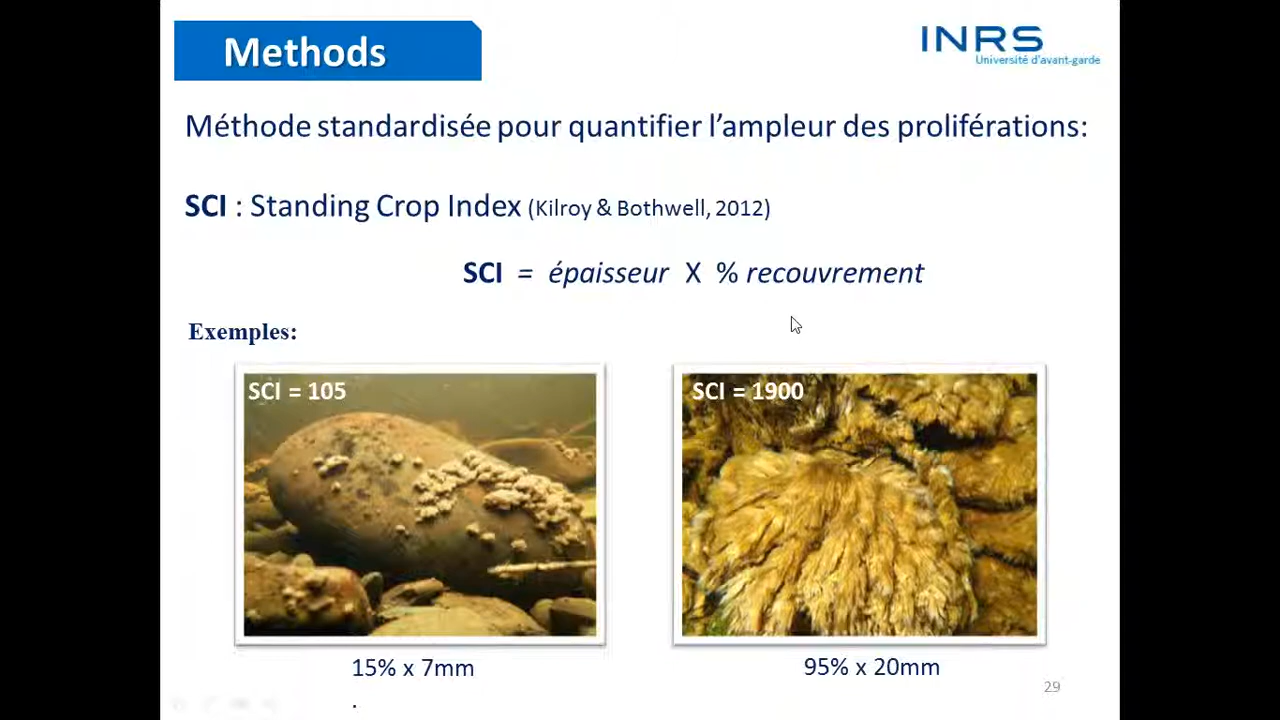 Methods
INRS
Université d'avant-garde
Méthode standardisée pour quantifier l'ampleur des proliférations:
SCI : Standing Crop Index (Kilroy & Bothwell, 2012)
SCI = épaisseur X % recouvrement
Exemples:
SCI = 105
SCI = 1900
15% x 7mm
95% x 20mm
.
29